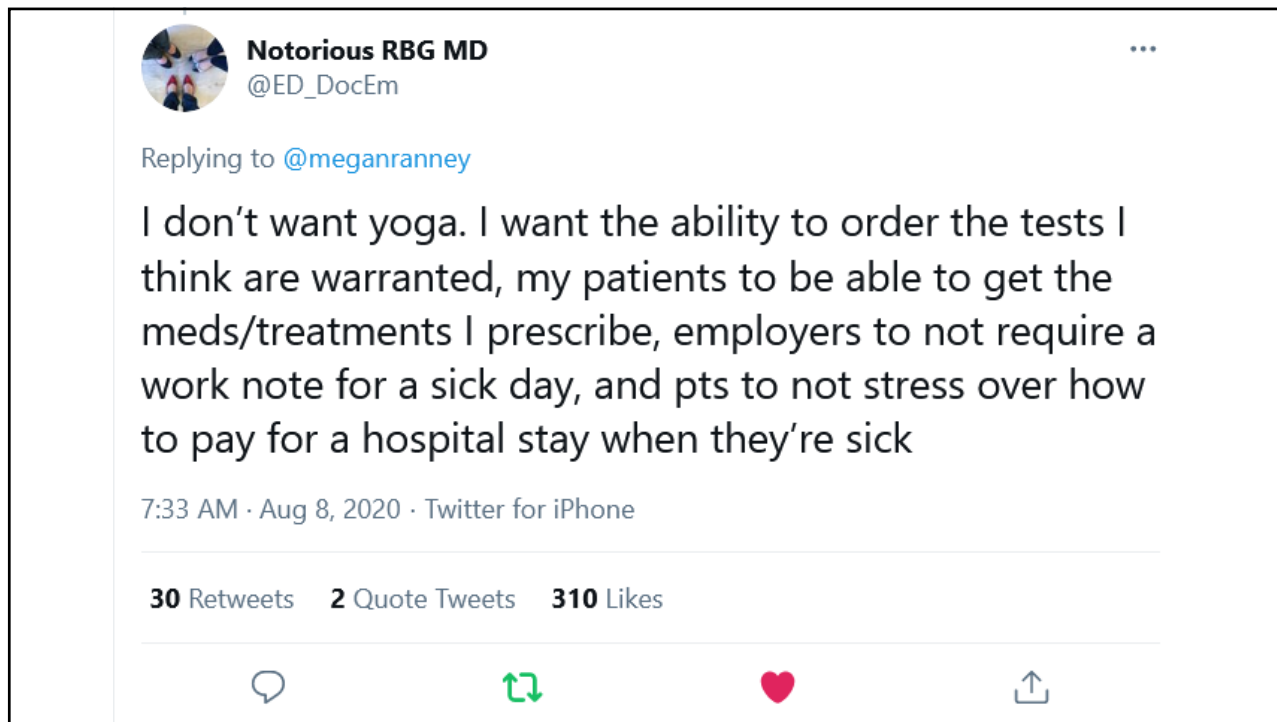 Notorious RBG MD
@ED_DocEm
Replying to @meganranney
I don’t want yoga. I want the ability to order the tests I
think are warranted, my patients to be able to get the
meds/treatments I prescribe, employers to not require a
work note for a sick day, and pts to not stress over how
to pay for a hospital stay when they’re sick
7:33 AM · Aug 8, 2020 · Twitter for iPhone
30 Retweets 2 Quote Tweets 310 Likes